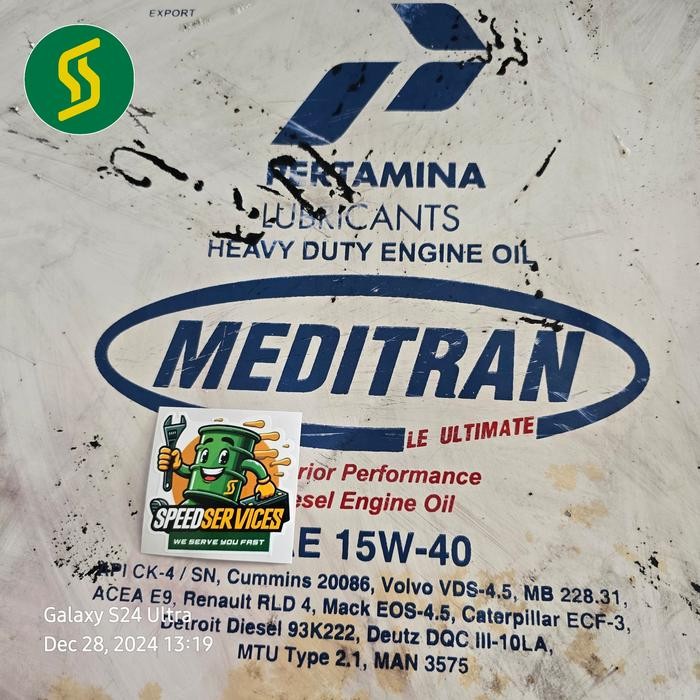 EXPORT
PERTAMINA
LUBRICANTS
HEAVY DUTY ENGINE OIL
MEDITRAN
LE ULTIMATE
rior Performance
esel Engine Oil
SPEEDSERVICES
WE SERVE YOU FAST
E 15W-40
API CK-4 / SN, Cummins 20086, Volvo VDS-4.5, MB 228.31,
ACEA E9, Renault RLD 4, Mack EOS-4.5, Caterpillar ECF-3,
Detroit Diesel 93K222, Deutz DQC III-10LA,
MTU Type 2.1, MAN 3575
Galaxy S24 Ultra
Dec 28, 2024 13:19